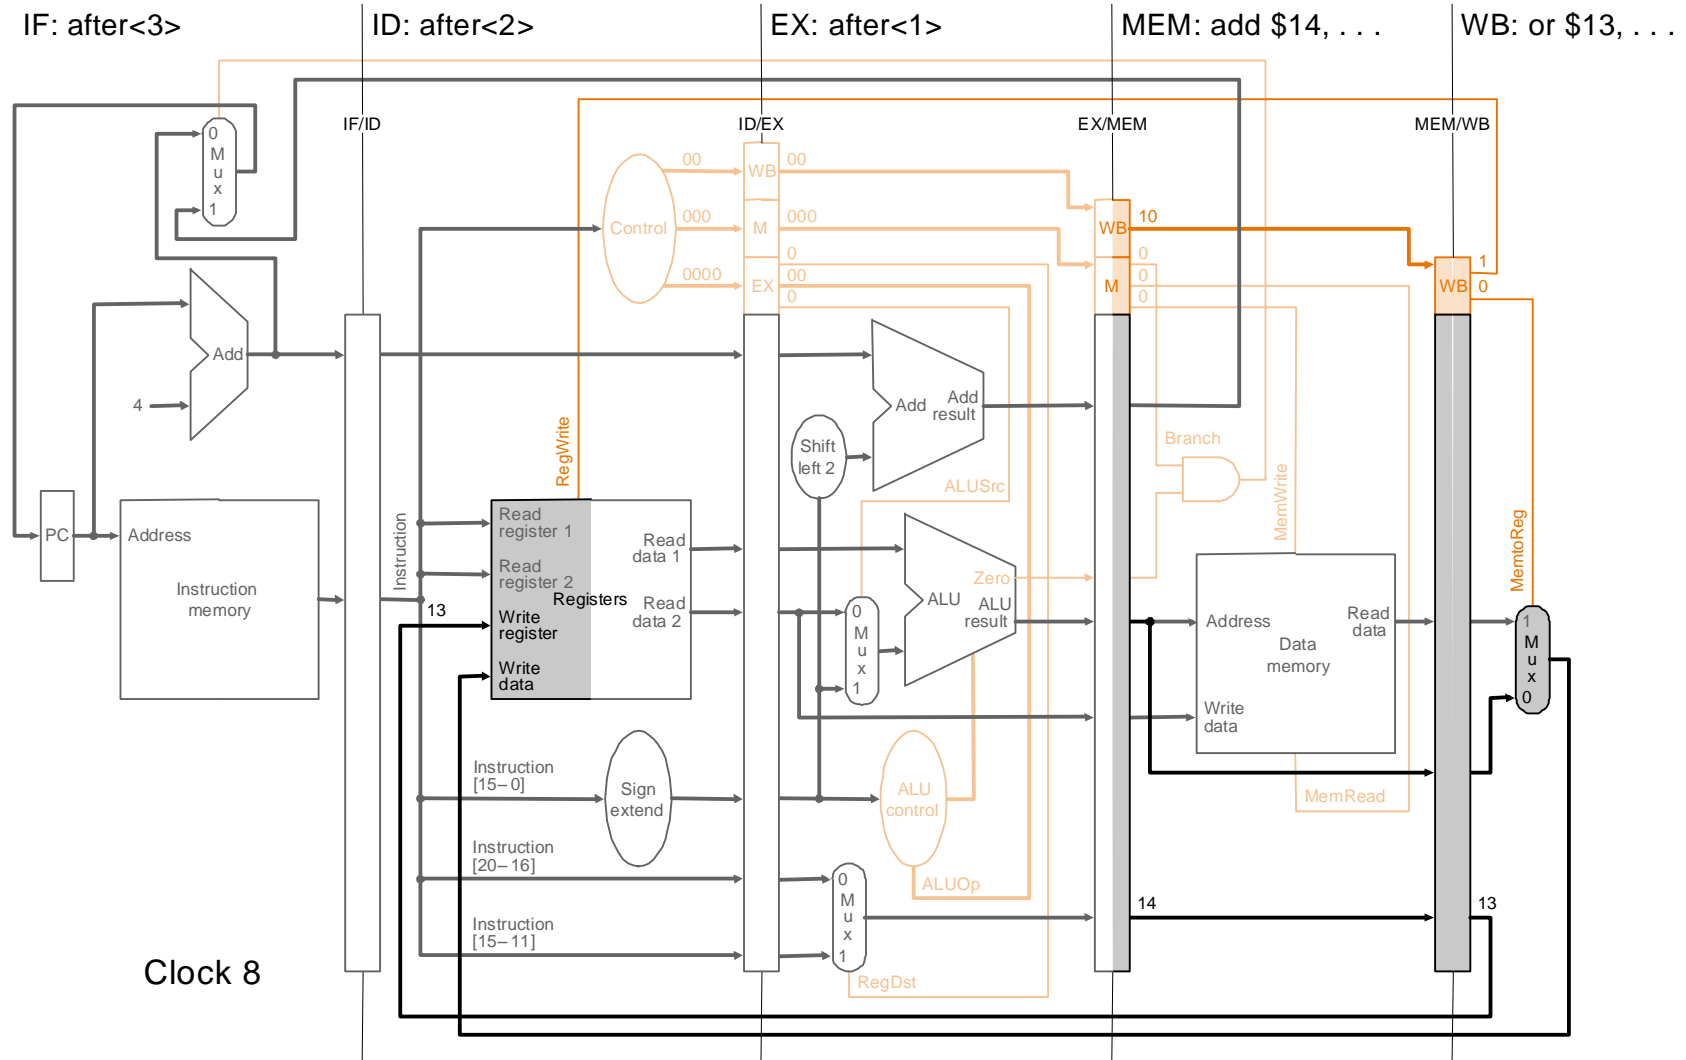 IF: after<3>
ID: after<2>
EX: after<1>
MEM: add $14, . . .
WB: or $13, . . .
IF/ID
ID/EX
EX/MEM
MEM/WB
0
M
u
x
1
Control
00
000
0000
WB
M
EX
00
000
0
00
0
WB
M
10
0
0
0
WB
1
0
Add
4
RegWrite
Add
Add
result
Shift
left 2
ALUSrc
Branch
MemWrite
MemtoReg
PC
Address
Instruction
memory
Instruction
13
Read
register 1
Read
register 2
Registers
Write
register
Write
data
Read
data 1
Read
data 2
0
M
u
x
1
Zero
ALU
ALU
result
Address
Data
memory
Read
data
Write
data
1
M
u
x
0
Instruction
[15–0]
Sign
extend
ALU
control
MemRead
Instruction
[20–16]
ALUOp
0
M
u
x
1
14
13
Instruction
[15–11]
RegDst
Clock 8